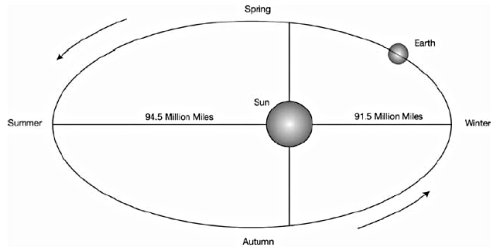 Spring
Earth
Sun
94.5 Million Miles
91.5 Million Miles
Summer
Winter
Autumn